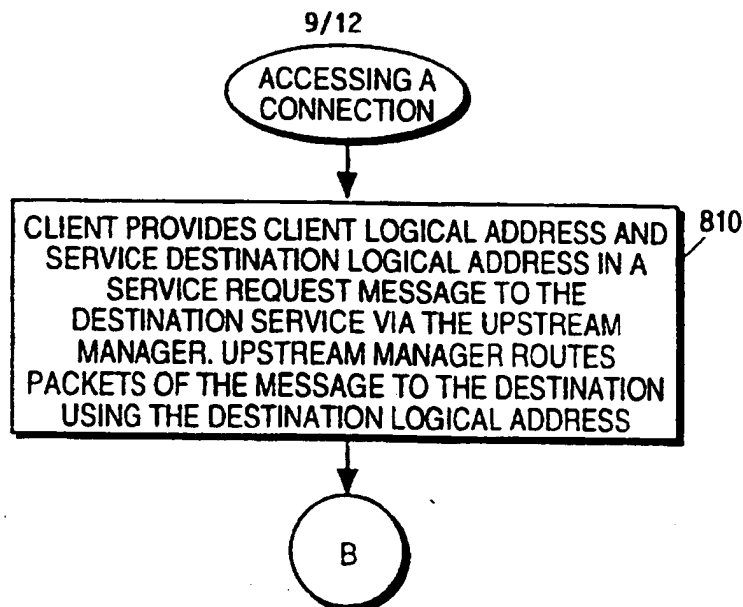 9/12
ACCESSING A
CONNECTION
CLIENT PROVIDES CLIENT LOGICAL ADDRESS AND
SERVICE DESTINATION LOGICAL ADDRESS IN A
SERVICE REQUEST MESSAGE TO THE
DESTINATION SERVICE VIA THE UPSTREAM
MANAGER. UPSTREAM MANAGER ROUTES
PACKETS OF THE MESSAGE TO THE DESTINATION
USING THE DESTINATION LOGICAL ADDRESS
810
B